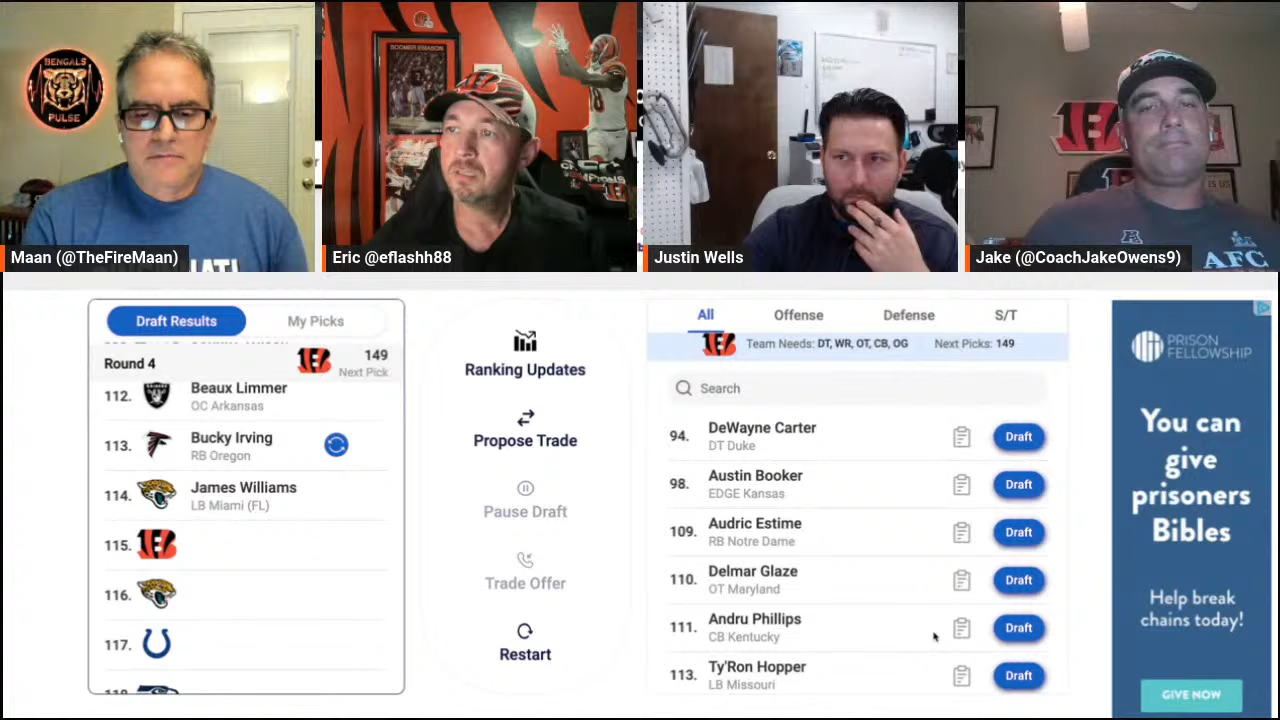 BENGALS
PULSE
BOOMER ESIASON
Maan (@TheFireMaan)
Eric @eflashh88
Justin Wells
Jake (@CoachJakeOwens9)
AFC
Draft Results
My Picks
Round 4
149
Next Pick
112.
Beaux Limmer
OC Arkansas
113.
Bucky Irving
RB Oregon
114.
James Williams
LB Miami (FL)
115.
116.
117.
118.
Ranking Updates
Propose Trade
Pause Draft
Trade Offer
Restart
All
Offense
Defense
S/T
Team Needs: DT, WR, OT, CB, OG
Next Picks: 149
Search
94.
DeWayne Carter
DT Duke
Draft
98.
Austin Booker
EDGE Kansas
Draft
109.
Audric Estime
RB Notre Dame
Draft
110.
Delmar Glaze
OT Maryland
Draft
111.
Andru Phillips
CB Kentucky
Draft
113.
Ty'Ron Hopper
LB Missouri
Draft
PRISON
FELLOWSHIP
You can
give
prisoners
Bibles
Help break
chains today!
GIVE NOW